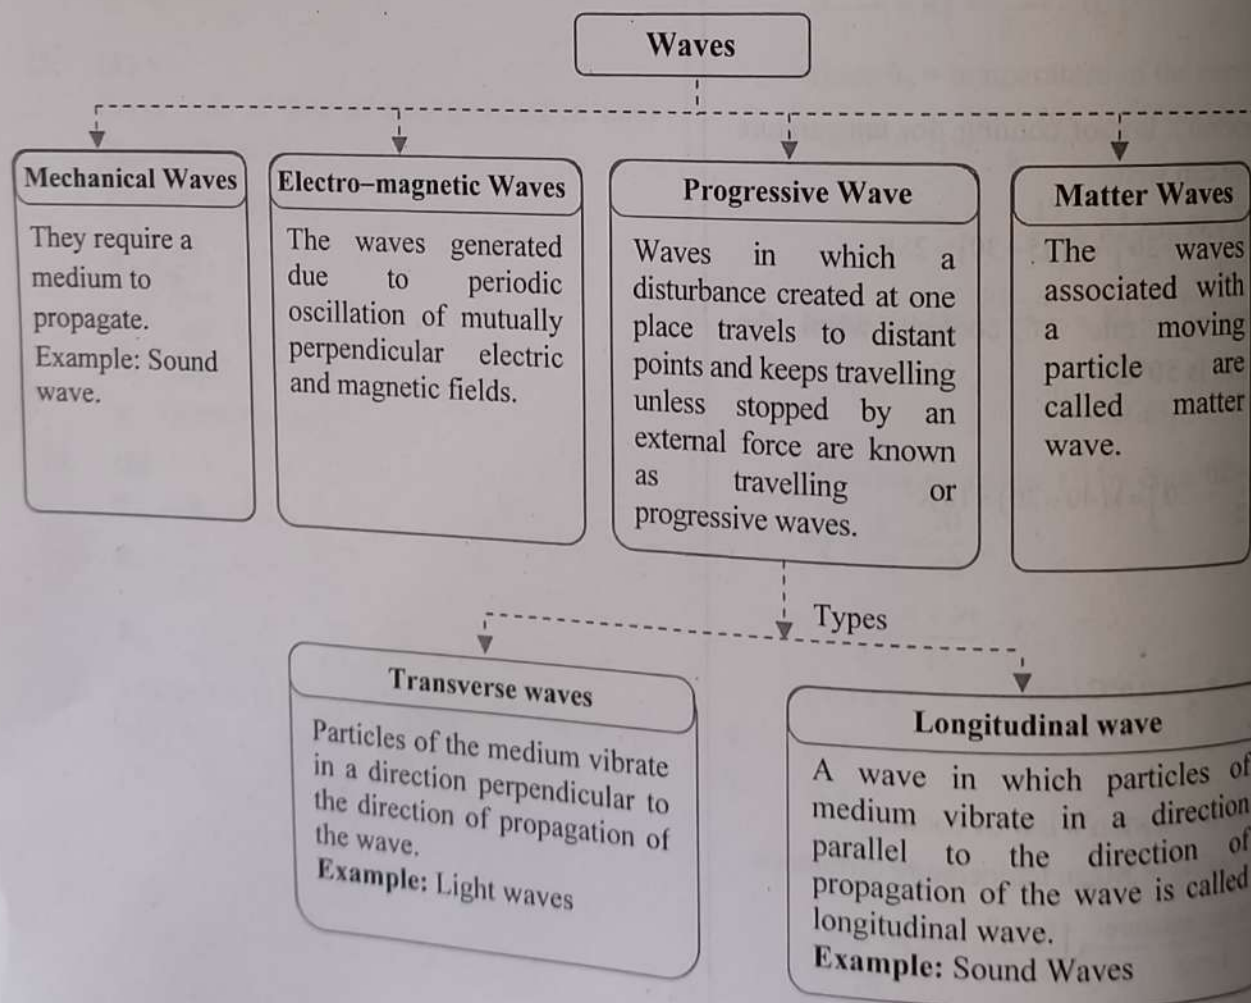 Waves
Mechanical Waves
They require a
medium to
propagate.
Example: Sound
wave.
Electro–magnetic Waves
The waves generated
due to periodic
oscillation of mutually
perpendicular electric
and magnetic fields.
Progressive Wave
Waves in which a
disturbance created at one
place travels to distant
points and keeps travelling
unless stopped by an
external force are known
as travelling or
progressive waves.
Matter Waves
The waves
associated with
a moving
particle are
called matter
wave.
Types
Transverse waves
Particles of the medium vibrate
in a direction perpendicular to
the direction of propagation of
the wave.
Example: Light waves
Longitudinal wave
A wave in which particles of
medium vibrate in a direction
parallel to the direction of
propagation of the wave is called
longitudinal wave.
Example: Sound Waves